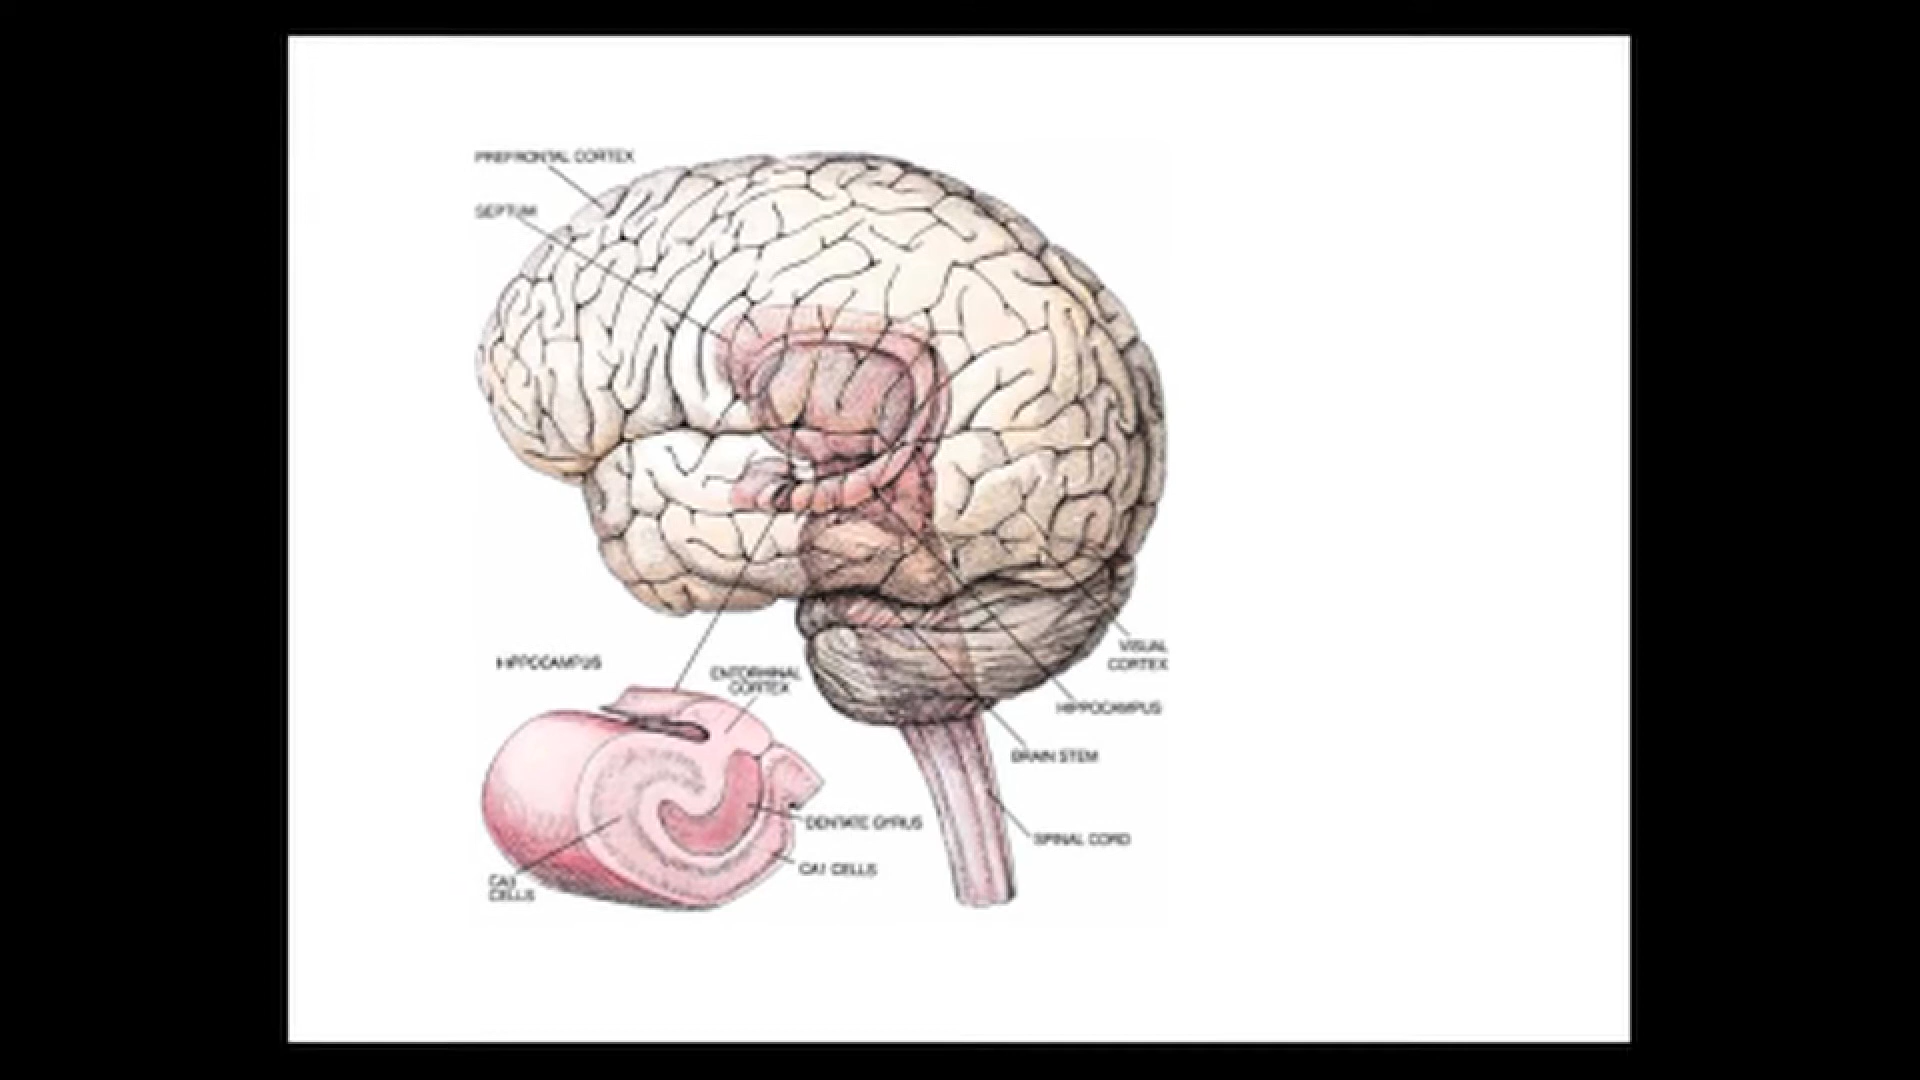 PREFRONTAL CORTEX
SEPTUM
HIPPOCAMPUS
ENTORHINAL
CORTEX
VISUAL
CORTEX
HIPPOCAMPUS
BRAIN STEM
DENTATE GYRUS
SPINAL CORD
CA1 CELLS
CA3
CELLS